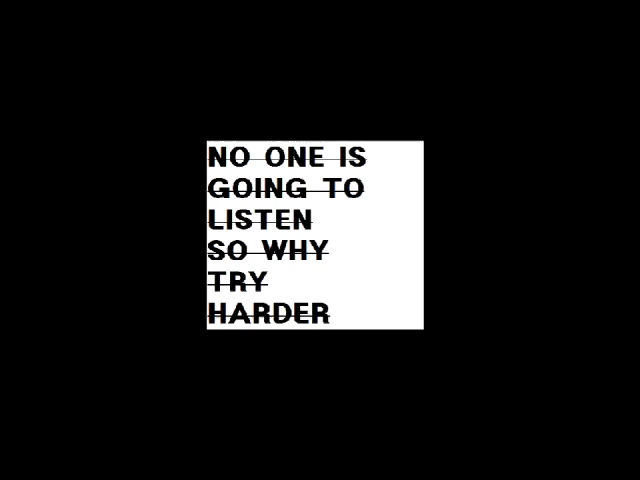 NO ONE IS
GOING TO
LISTEN
SO WHY
TRY
HARDER